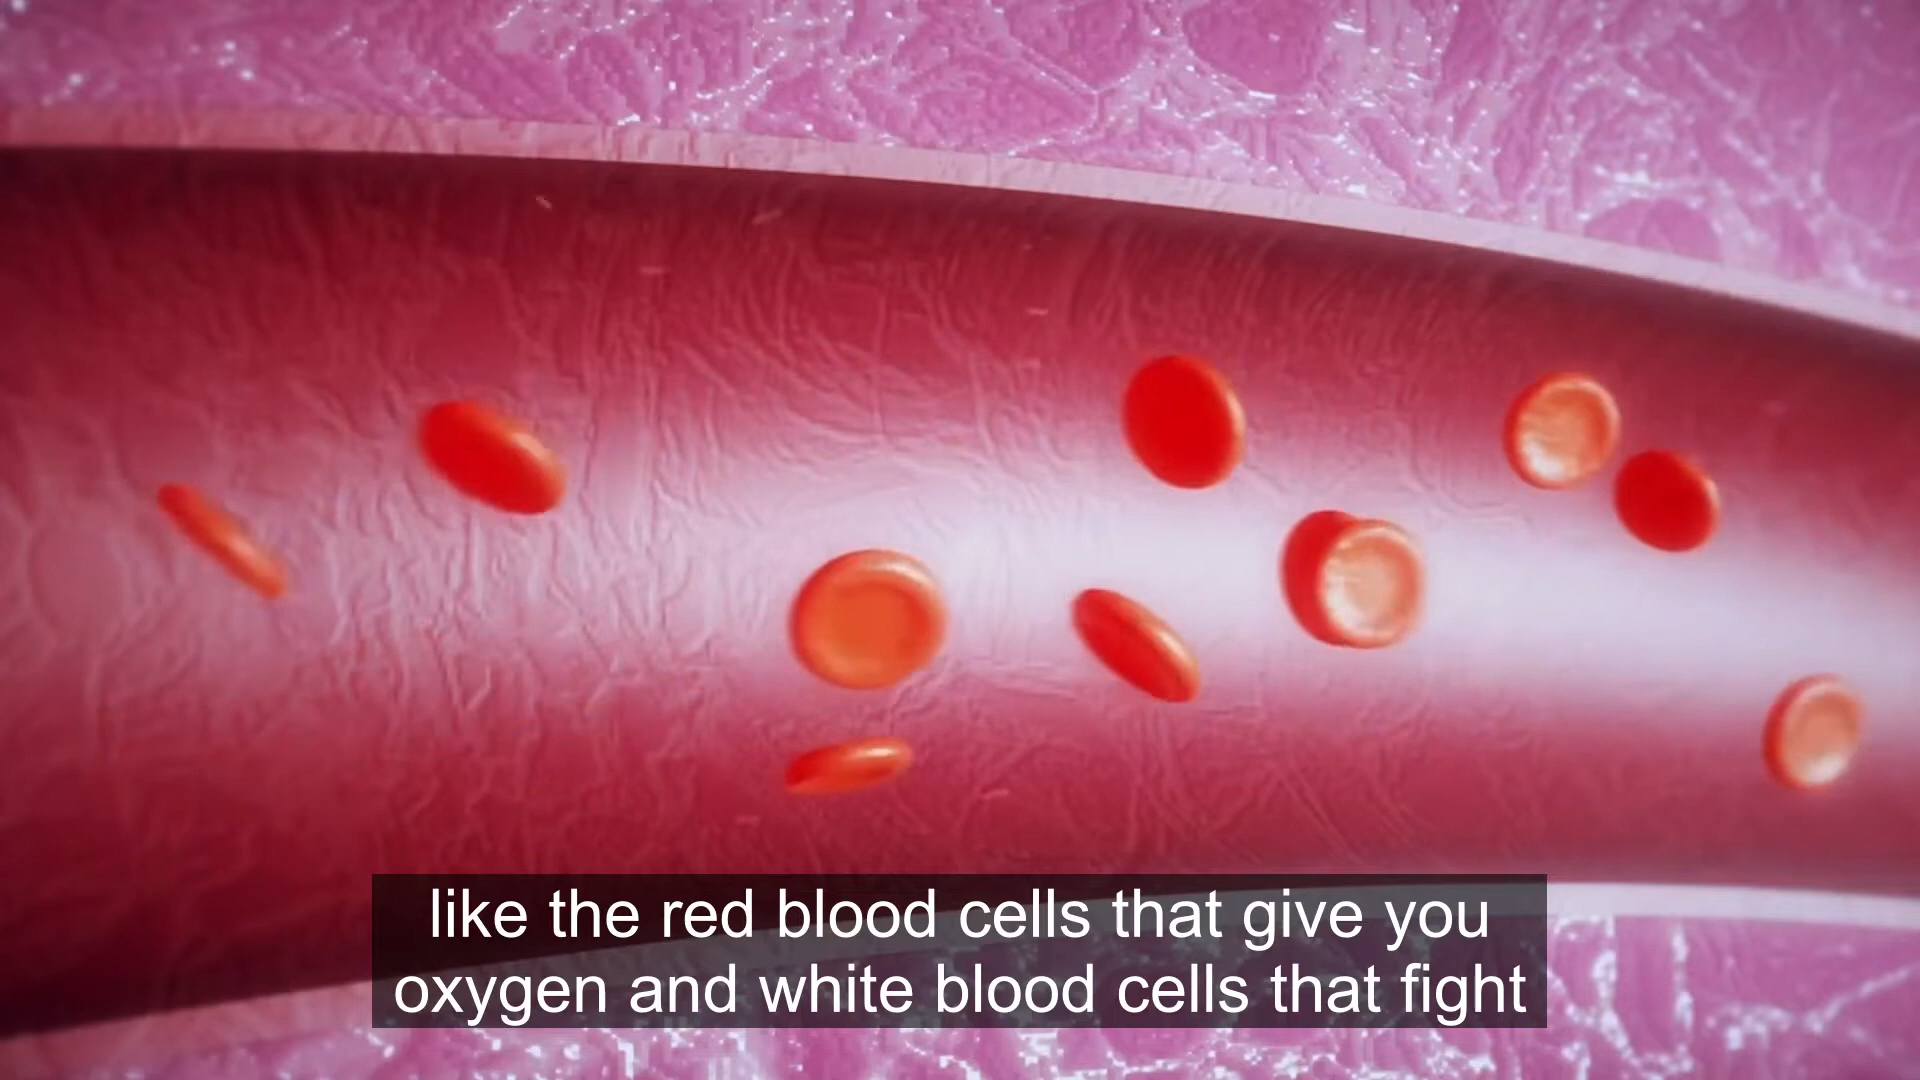 like the red blood cells that give you
oxygen and white blood cells that fight